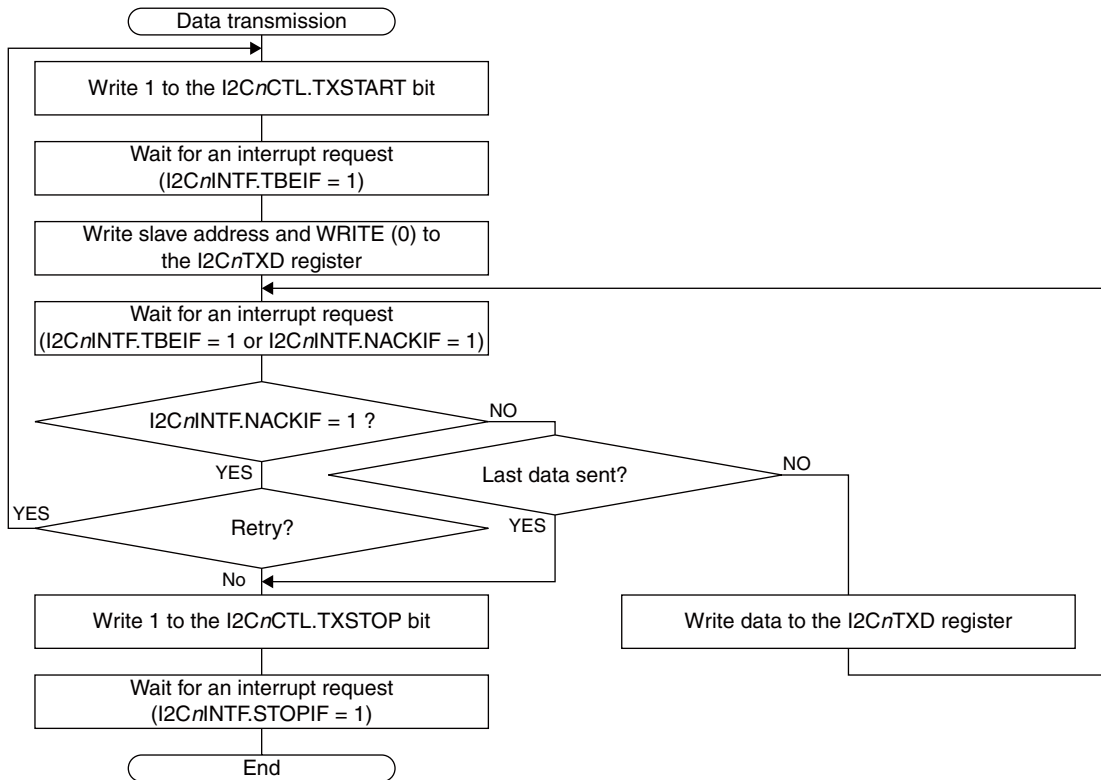 Data transmission
Write 1 to the I2CnCTL.TXSTART bit
Wait for an interrupt request
(I2CnINTF.TBEIF = 1)
Write slave address and WRITE (0) to
the I2CnTXD register
Wait for an interrupt request
(I2CnINTF.TBEIF = 1 or I2CnINTF.NACKIF = 1)
I2CnINTF.NACKIF = 1 ?
NO
YES
Last data sent?
NO
YES
Retry?
YES
No
Write 1 to the I2CnCTL.TXSTOP bit
Write data to the I2CnTXD register
Wait for an interrupt request
(I2CnINTF.STOPIF = 1)
End